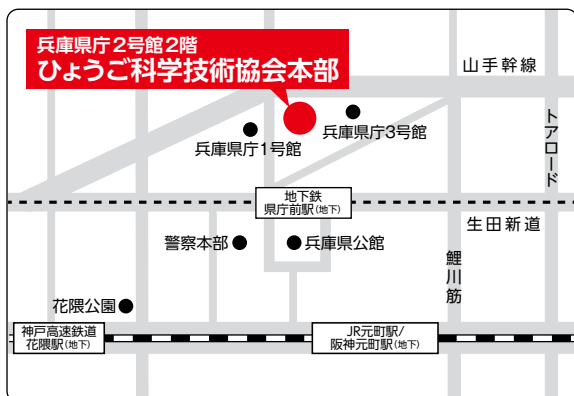 兵庫県庁2号館2階
ひょうご科学技術協会本部
山手幹線
兵庫県庁3号館
兵庫県庁1号館
トアロード
地下鉄
県庁前駅(地下)
生田新道
警察本部
兵庫県公館
鯉川筋
花隈公園
神戸高速鉄道
花隈駅(地下)
JR元町駅/
阪神元町駅(地下)